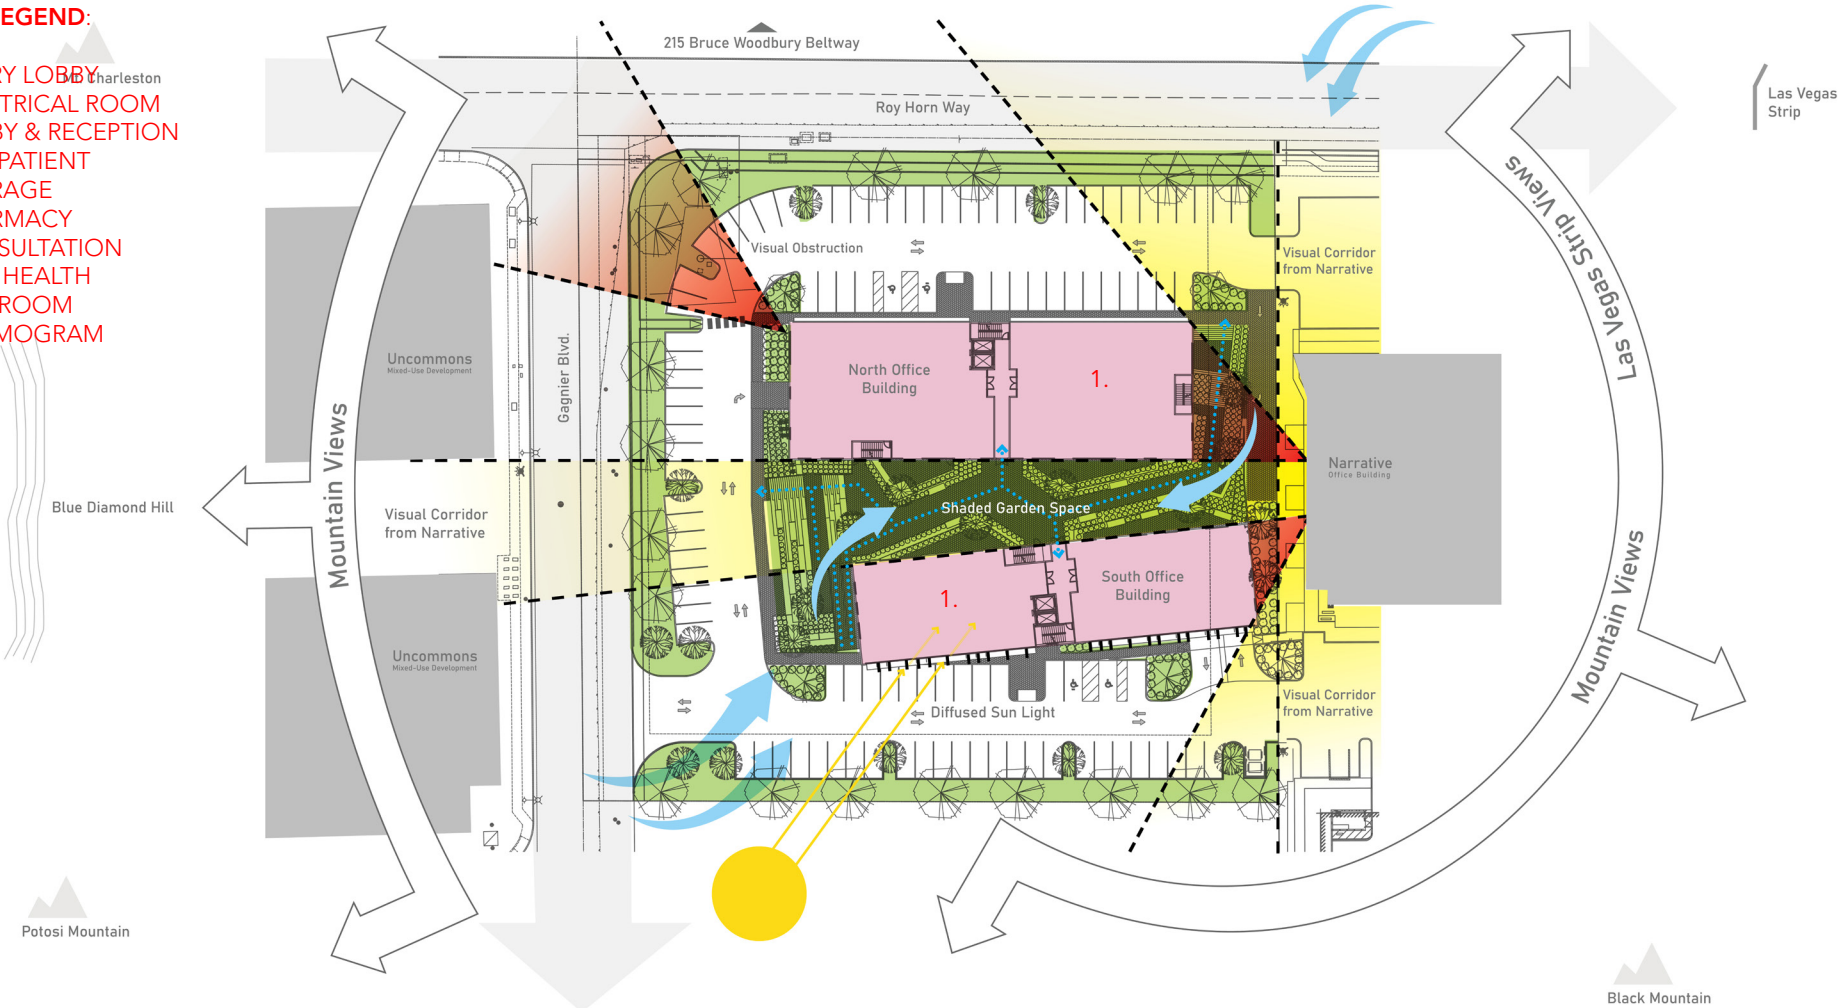 EGEND:
RY LOBBY
TRICAL ROOM
BY & RECEPTION
PATIENT
RAGE
RMACY
SULTATION
HEALTH
ROOM
MOGRAM
Mt. Charleston
215 Bruce Woodbury Beltway
Roy Horn Way
Las Vegas
Strip
Las Vegas Strip Views
Visual Obstruction
Visual Corridor
from Narrative
Gagnier Blvd.
Uncommons
Mixed-Use Development
North Office
Building
1.
Mountain Views
Narrative
Office Building
Blue Diamond Hill
Visual Corridor
from Narrative
Shaded Garden Space
South Office
Building
1.
Mountain Views
Uncommons
Mixed-Use Development
Visual Corridor
from Narrative
Diffused Sun Light
Potosi Mountain
Black Mountain